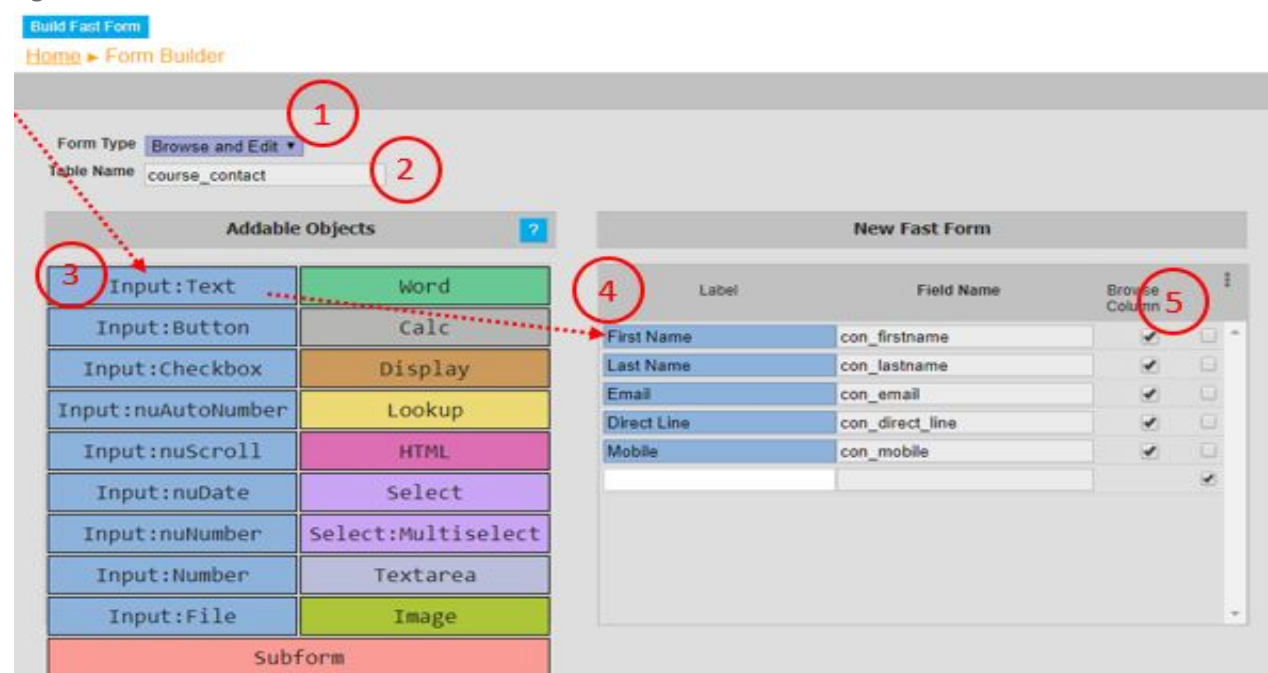 Build Fast Form
Home ► Form Builder
1
Form Type Browse and Edit ▼
2
Table Name course_contact
Addable Objects ?
New Fast Form
3
Input:Text Word
Input:Button Calc
Input:Checkbox Display
Input:nuAutoNumber Lookup
Input:nuScroll HTML
Input:nuDate Select
Input:nuNumber Select:Multiselect
Input:Number Textarea
Input:File Image
Subform
4
Label Field Name Browse
Column 5
First Name con_firstname
Last Name con_lastname
Email con_email
Direct Line con_direct_line
Mobile con_mobile